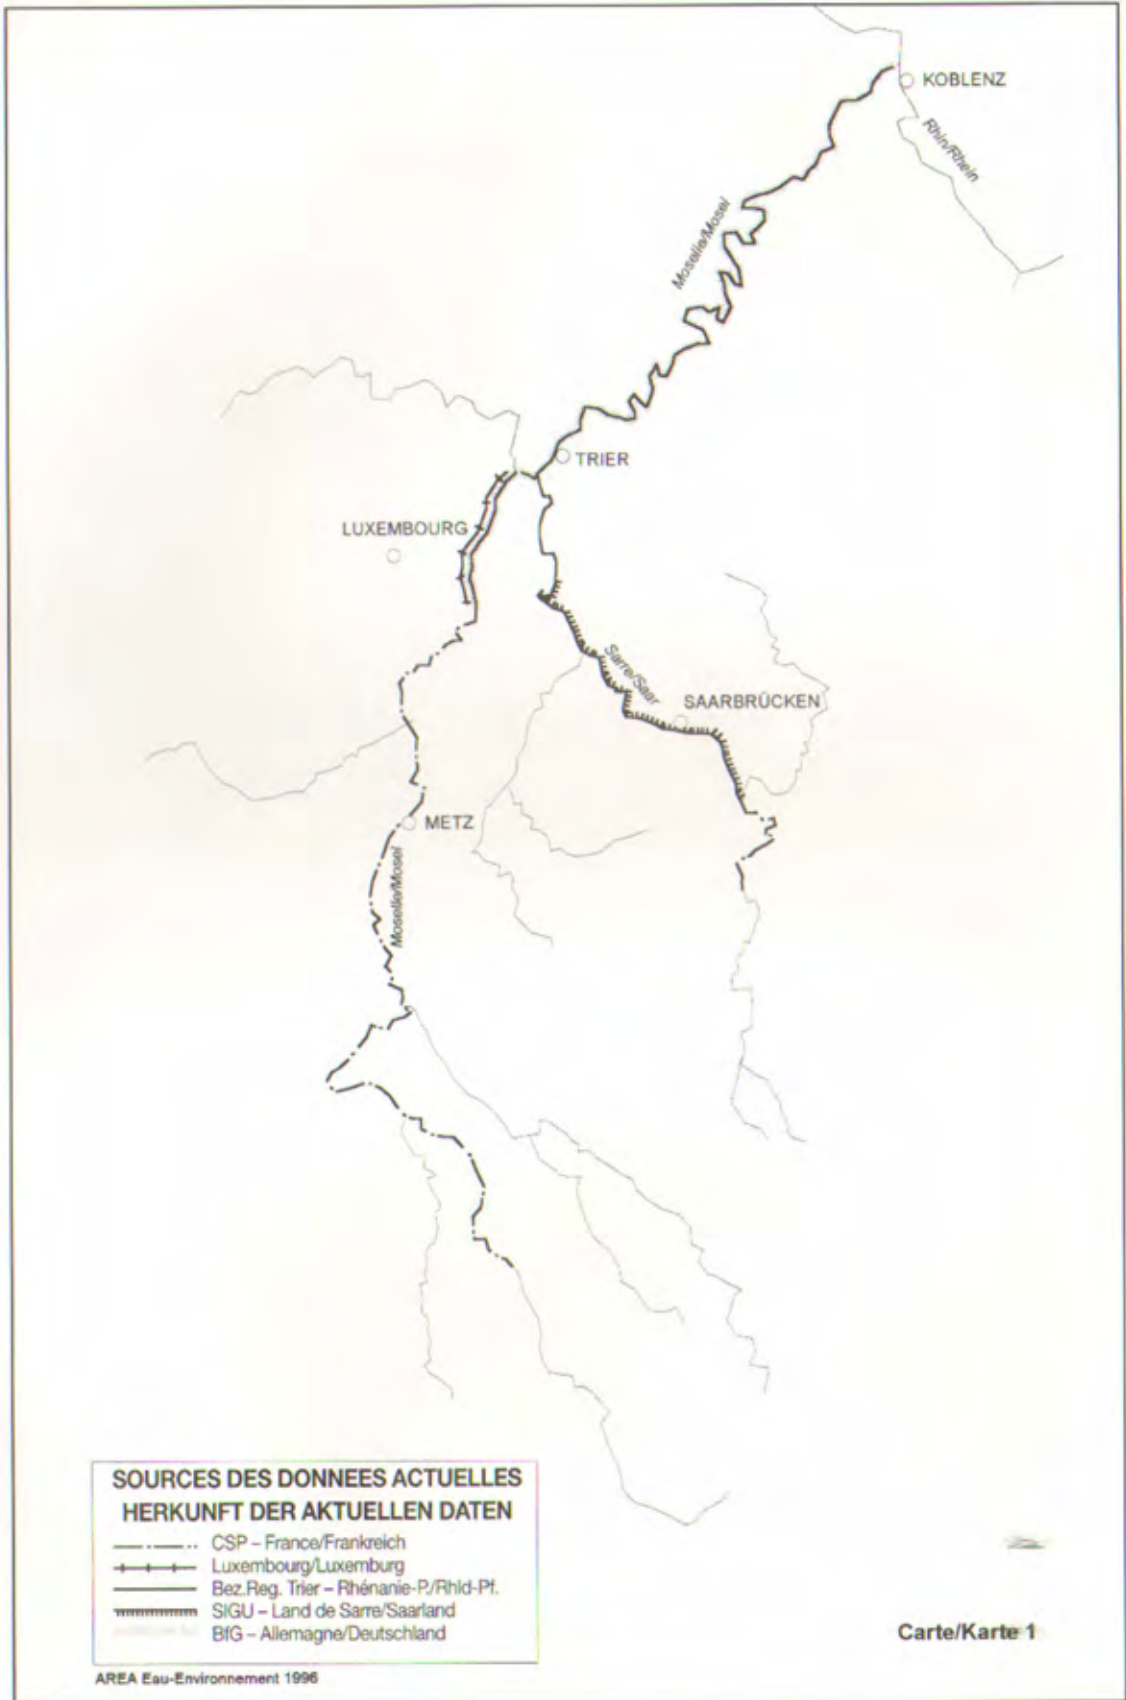 KOBLENZ
Rhin/Rhein
Moselle/Mosel
TRIER
LUXEMBOURG
Sarre/Saar
SAARBRÜCKEN
METZ
Moselle/Mosel
SOURCES DES DONNEES ACTUELLES
HERKUNFT DER AKTUELLEN DATEN
CSP – France/Frankreich
Luxembourg/Luxemburg
Bez.Reg. Trier – Rhénanie-P./Rhld-Pf.
SIGU – Land de Sarre/Saarland
BfG – Allemagne/Deutschland
Carte/Karte 1
AREA Eau-Environnement 1996